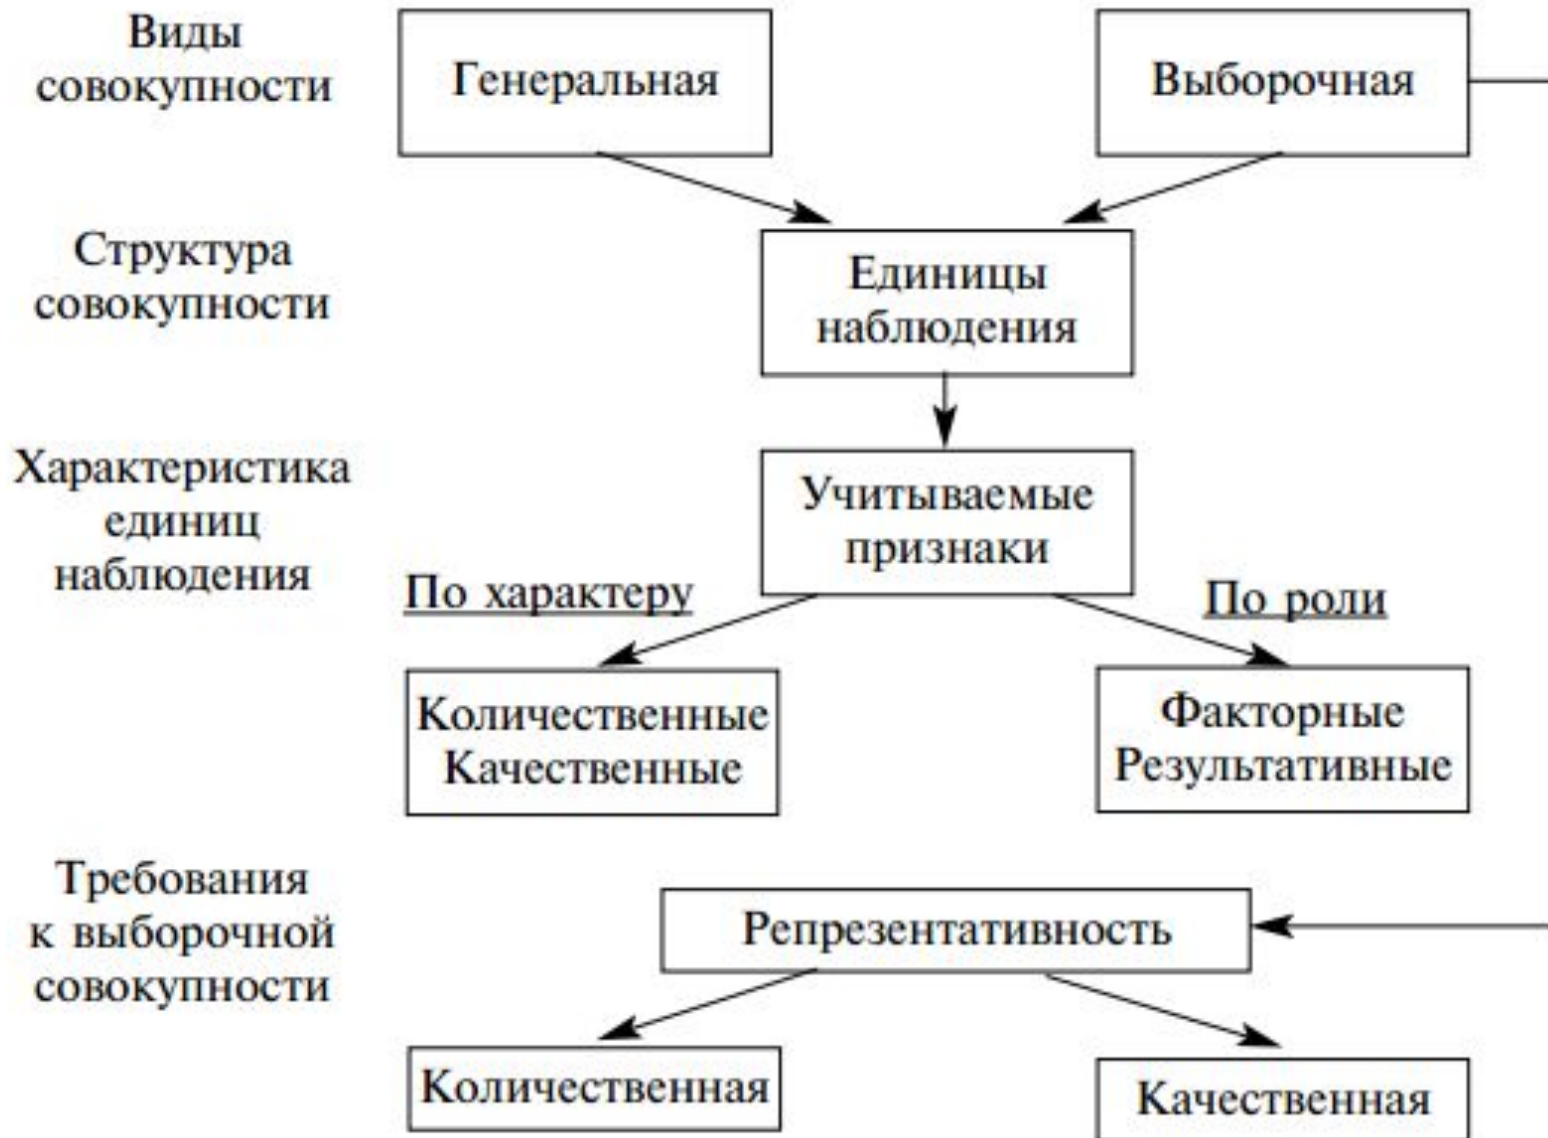 Виды
совокупности
Генеральная
Выборочная
Структура
совокупности
Единицы
наблюдения
Характеристика
единиц
наблюдения
Учитываемые
признаки
По характеру
По роли
Количественные
Качественные
Факторные
Результативные
Требования
к выборочной
совокупности
Репрезентативность
Количественная
Качественная